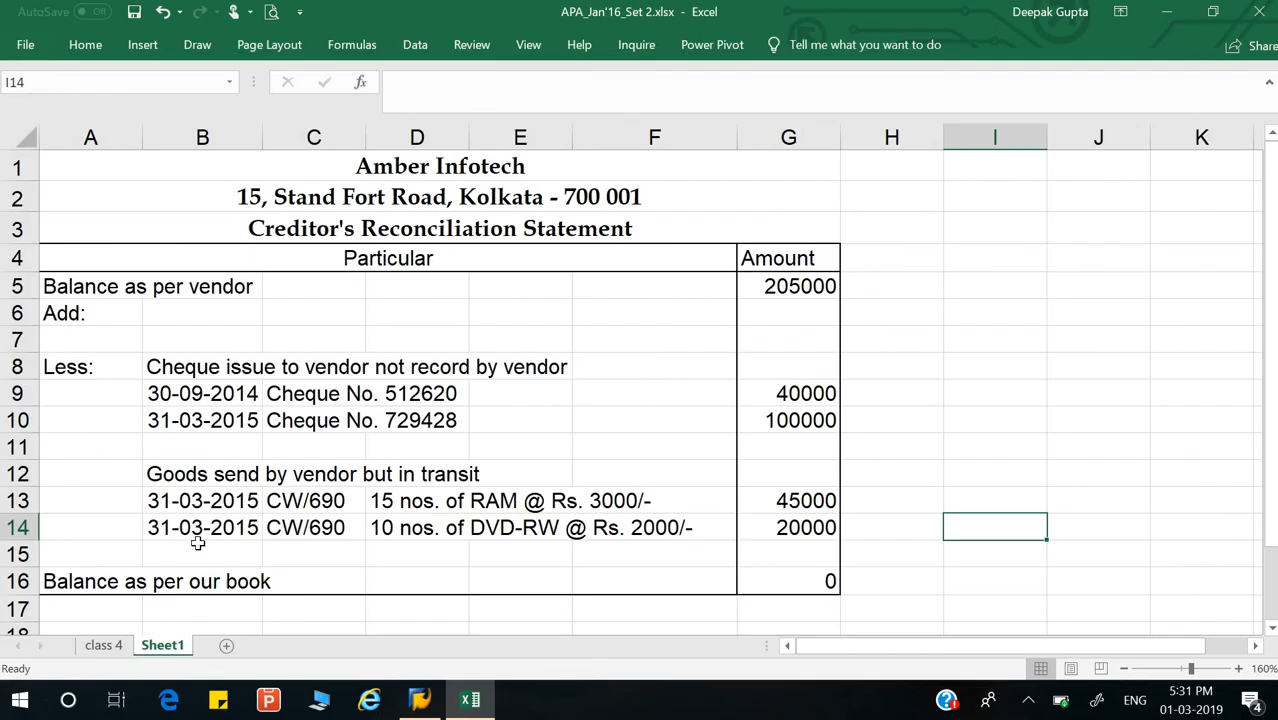 AutoSave Off
APA_Jan'16_Set 2.xlsx - Excel
Deepak Gupta
File Home Insert Draw Page Layout Formulas Data Review View Help Inquire Power Pivot Tell me what you want to do Share
I14 fx
A B C D E F G H I J K
1 Amber Infotech
2 15, Stand Fort Road, Kolkata - 700 001
3 Creditor's Reconciliation Statement
4 Particular Amount
5 Balance as per vendor 205000
6 Add:
7
8 Less: Cheque issue to vendor not record by vendor
9 30-09-2014 Cheque No. 512620 40000
10 31-03-2015 Cheque No. 729428 100000
11
12 Goods send by vendor but in transit
13 31-03-2015 CW/690 15 nos. of RAM @ Rs. 3000/- 45000
14 31-03-2015 CW/690 10 nos. of DVD-RW @ Rs. 2000/- 20000
15
16 Balance as per our book 0
17
18
class 4 Sheet1
Ready 160%
ENG 5:31 PM
01-03-2019 4